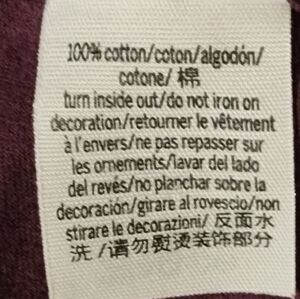 100% cotton/coton/algodón/
cotone/ 棉
turn inside out/do not iron on
decoration/retourner le vêtement
à l'envers/ne pas repasser sur
les ornements/lavar del lado
del revés/no planchar sobre la
decoración/girare al rovescio/non
stirare le decorazioni/ 反面水
洗 /请勿熨烫装饰部分